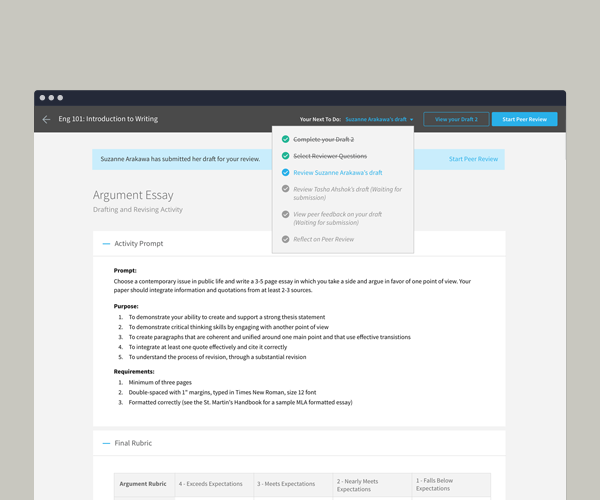 Eng 101: Introduction to Writing
Your Next To Do: Suzanne Arakawa's draft
View your Draft 2
Start Peer Review
Complete your Draft 2
Select Reviewer Questions
Review Suzanne Arakawa's draft
Review Tasha Ahshok's draft (Waiting for
submission)
View peer feedback on your draft
(Waiting for submission)
Reflect on Peer Review
Suzanne Arakawa has submitted her draft for your review.
Start Peer Review
Argument Essay
Drafting and Revising Activity
Activity Prompt
Prompt:
Choose a contemporary issue in public life and write a 3-5 page essay in which you take a side and argue in favor of one point of view. Your
paper should integrate information and quotations from at least 2-3 sources.
Purpose:
1. To demonstrate your ability to create and support a strong thesis statement
2. To demonstrate critical thinking skills by engaging with another point of view
3. To create paragraphs that are coherent and unified around one main point and that use effective transistions
4. To integrate at least one quote effectively and cite it correctly
5. To understand the process of revision, through a substantial revision
Requirements:
1. Minimum of three pages
2. Double-spaced with 1" margins, typed in Times New Roman, size 12 font
3. Formatted correctly (see the St. Martin's Handbook for a sample MLA formatted essay)
Final Rubric
Argument Rubric
4 - Exceeds Expectations
3 - Meets Expectations
2 - Nearly Meets
Expectations
1 - Falls Below
Expectations